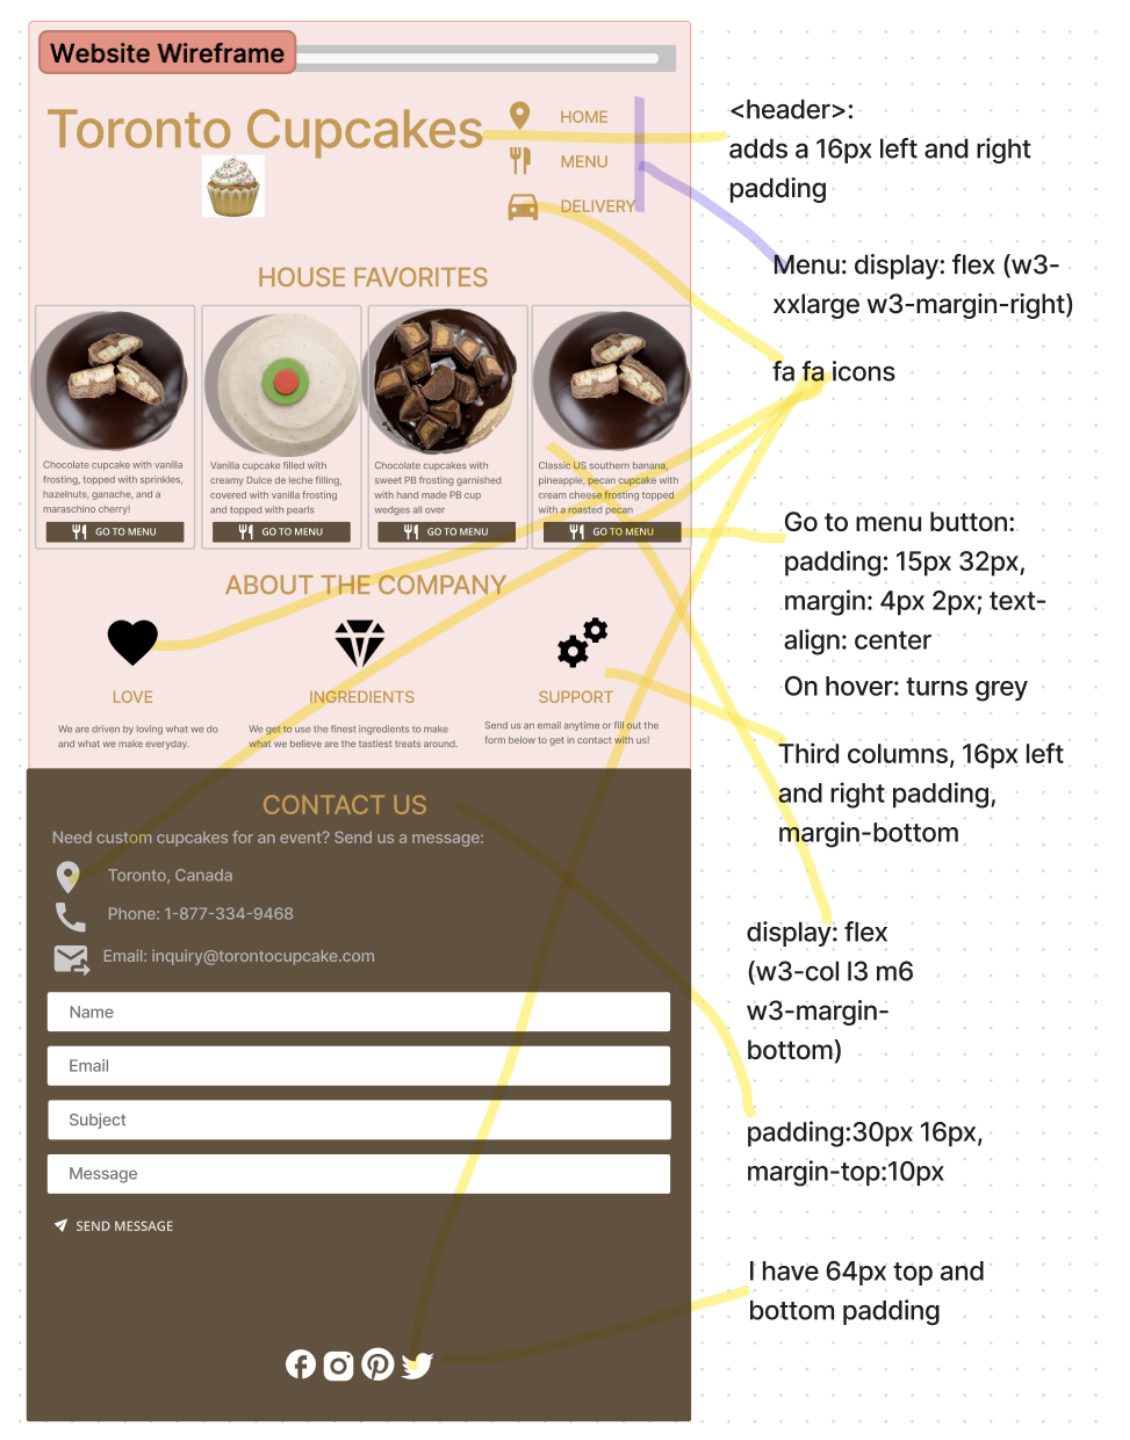 Website Wireframe
Toronto Cupcakes
HOME
MENU
DELIVERY
<header>:
adds a 16px left and right
padding
Menu: display: flex (w3-
xxlarge w3-margin-right)
fa fa icons
HOUSE FAVORITES
Chocolate cupcake with vanilla
frosting, topped with sprinkles,
hazelnuts, ganache, and a
maraschino cherry!
GO TO MENU
Vanilla cupcake filled with
creamy Dulce de leche filling,
covered with vanilla frosting
and topped with pearls
GO TO MENU
Chocolate cupcakes with
sweet PB frosting garnished
with hand made PB cup
wedges all over
GO TO MENU
Classic US southern banana,
pineapple, pecan cupcake with
cream cheese frosting topped
with a roasted pecan
GO TO MENU
Go to menu button:
padding: 15px 32px,
margin: 4px 2px; text-
align: center
On hover: turns grey
ABOUT THE COMPANY
LOVE
We are driven by loving what we do
and what we make everyday.
INGREDIENTS
We get to use the finest ingredients to make
what we believe are the tastiest treats around.
SUPPORT
Send us an email anytime or fill out the
form below to get in contact with us!
Third columns, 16px left
and right padding,
margin-bottom
CONTACT US
Need custom cupcakes for an event? Send us a message:
Toronto, Canada
Phone: 1-877-334-9468
Email: inquiry@torontocupcake.com
display: flex
(w3-col l3 m6
w3-margin-
bottom)
Name
Email
Subject
Message
SEND MESSAGE
padding:30px 16px,
margin-top:10px
I have 64px top and
bottom padding